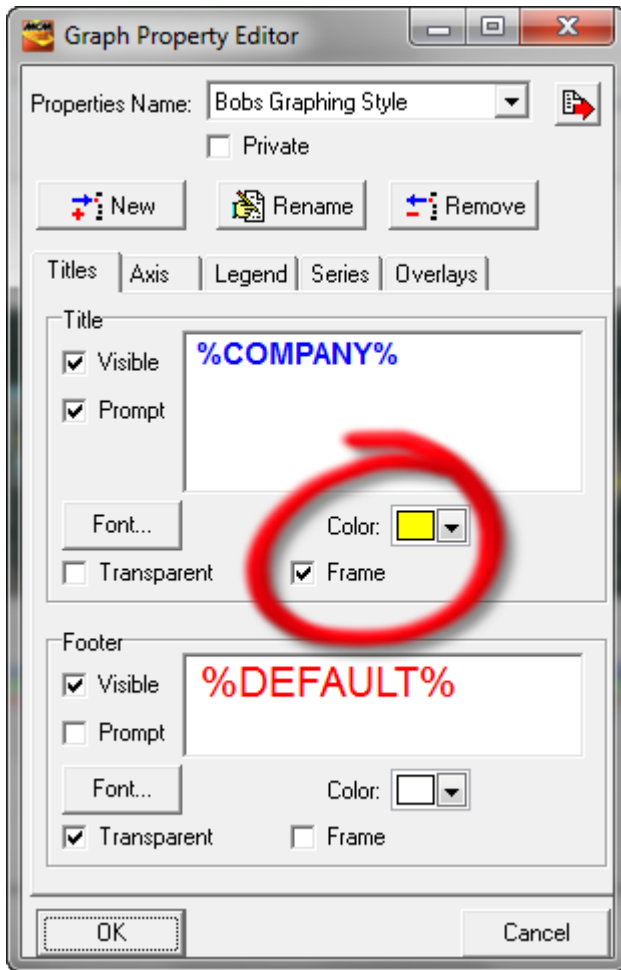 MCM
Graph Property Editor
Properties Name: Bobs Graphing Style
Private
New Rename Remove
Titles Axis Legend Series Overlays
Title
Visible
%COMPANY%
Prompt
Font... Color:
Transparent Frame
Footer
Visible
%DEFAULT%
Prompt
Font... Color:
Transparent Frame
OK Cancel